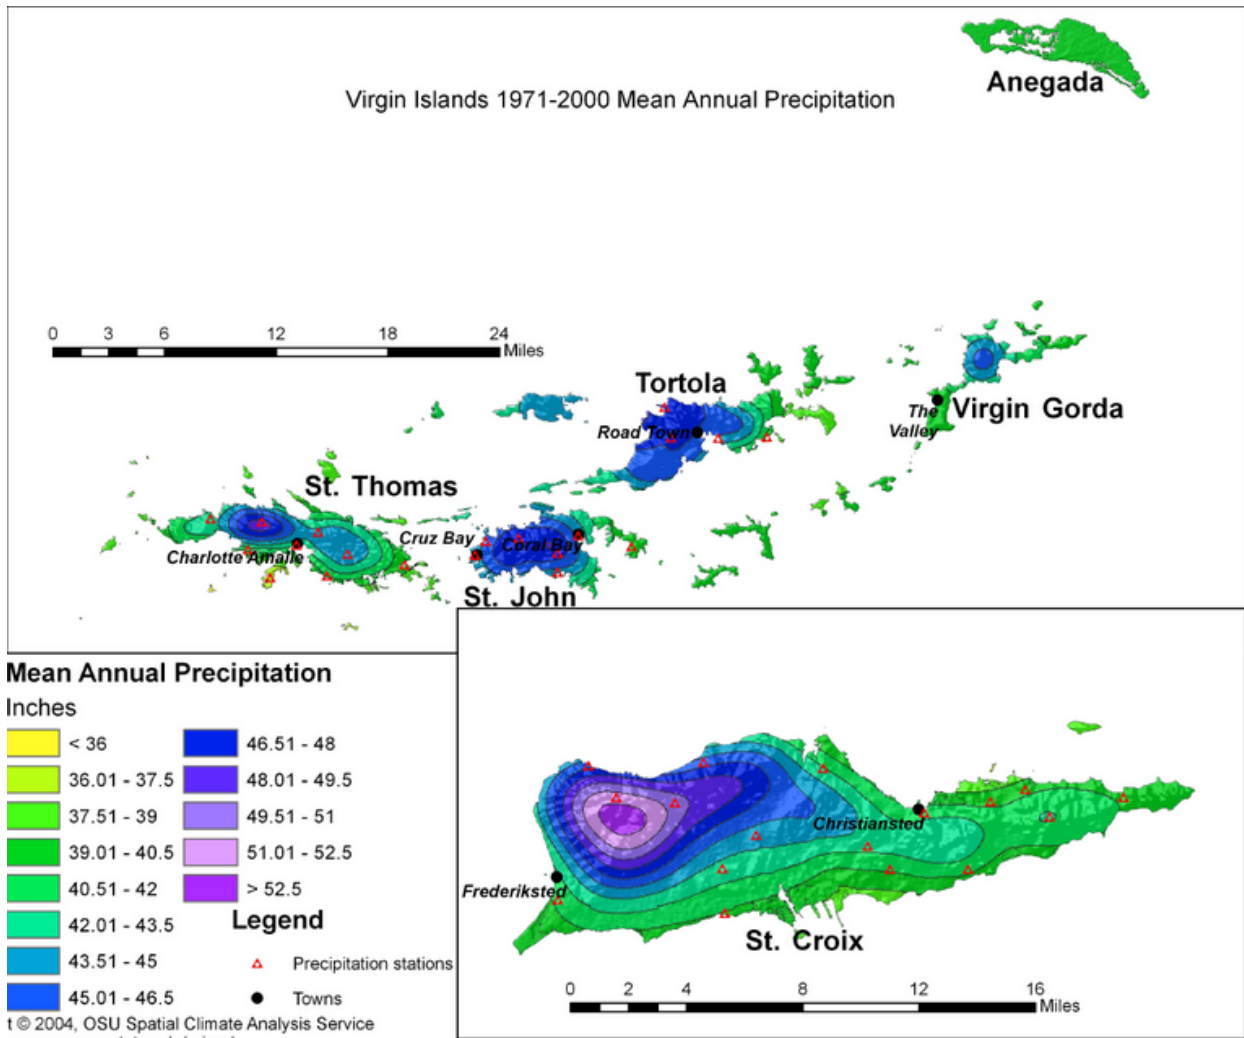 Anegada
Virgin Islands 1971-2000 Mean Annual Precipitation
0 6 12 18 24
Miles
Tortola
Road Town
The
Valley
Virgin Gorda
St. Thomas
Charlotte Amalie
Cruz Bay
Coral Bay
St. John
Mean Annual Precipitation
Inches
< 36
36.01 - 37.5
37.51 - 39
39.01 - 40.5
40.51 - 42
42.01 - 43.5
43.51 - 45
45.01 - 46.5
46.51 - 48
48.01 - 49.5
49.51 - 51
51.01 - 52.5
> 52.5
Legend
Precipitation stations
Towns
t © 2004, OSU Spatial Climate Analysis Service
Christiansted
Frederiksted
St. Croix
0 2 4 8 12 16
Miles